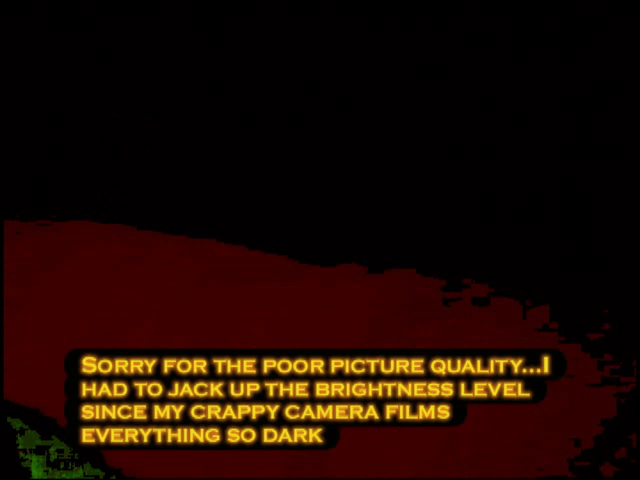 Sorry for the poor picture quality...I
had to jack up the brightness level
since my crappy camera films
everything so dark